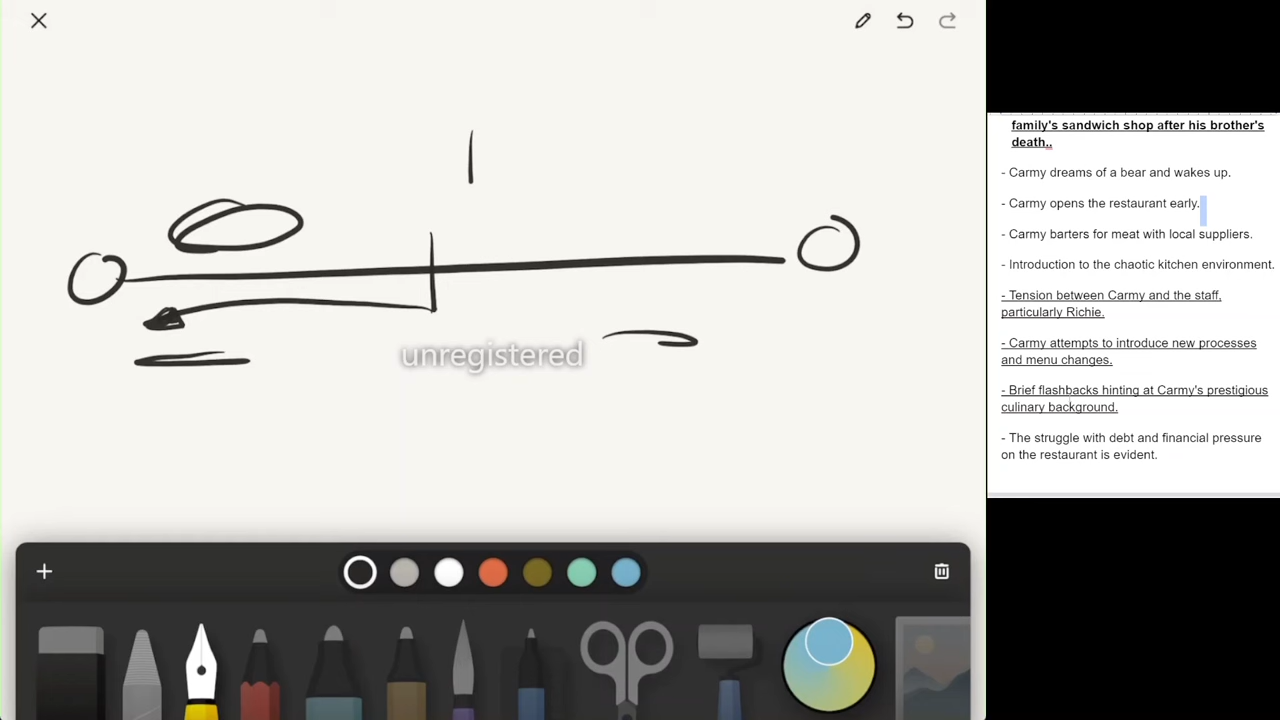 family's sandwich shop after his brother's
death..
- Carmy dreams of a bear and wakes up.
- Carmy opens the restaurant early.
- Carmy barters for meat with local suppliers.
- Introduction to the chaotic kitchen environment.
- Tension between Carmy and the staff,
particularly Richie.
- Carmy attempts to introduce new processes
and menu changes.
- Brief flashbacks hinting at Carmy's prestigious
culinary background.
- The struggle with debt and financial pressure
on the restaurant is evident.
unregistered